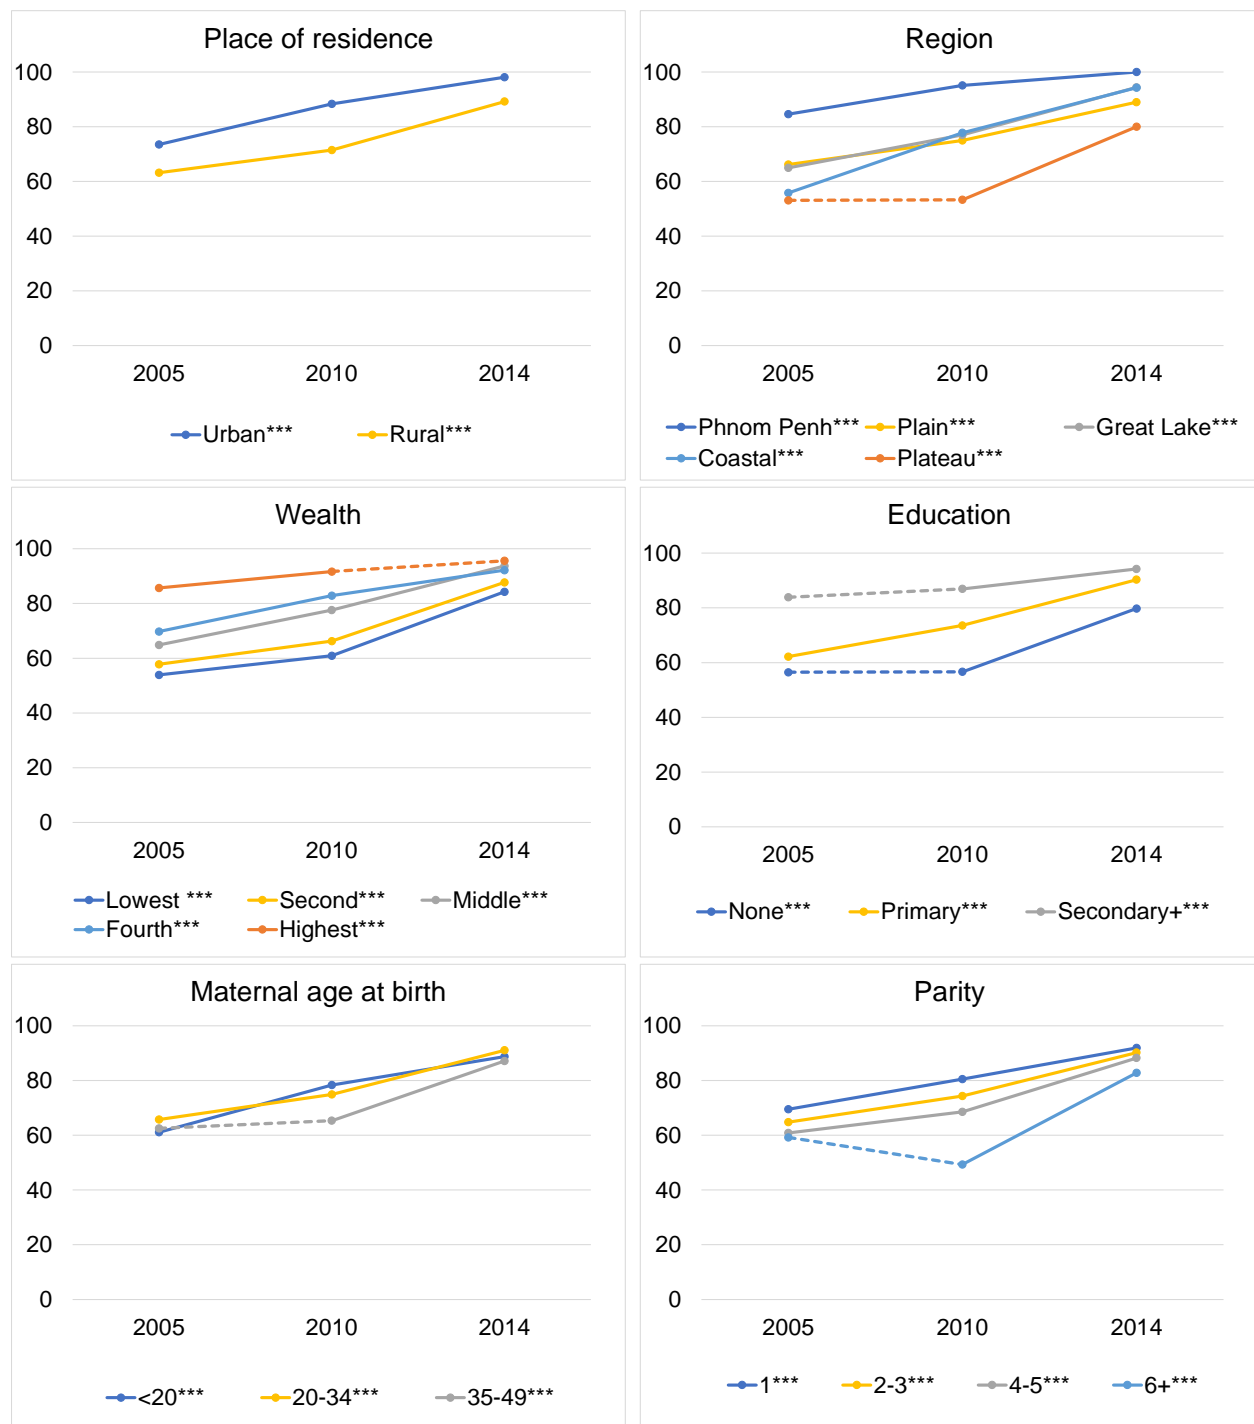 Place of residence
100
80
60
40
20
0
2005 2010 2014
Urban*** Rural***
Region
100
80
60
40
20
0
2005 2010 2014
Phnom Penh*** Plain*** Great Lake***
Coastal*** Plateau***
Wealth
100
80
60
40
20
0
2005 2010 2014
Lowest *** Second*** Middle***
Fourth*** Highest***
Education
100
80
60
40
20
0
2005 2010 2014
None*** Primary*** Secondary+***
Maternal age at birth
100
80
60
40
20
0
2005 2010 2014
<20*** 20-34*** 35-49***
Parity
100
80
60
40
20
0
2005 2010 2014
1*** 2-3*** 4-5*** 6+***